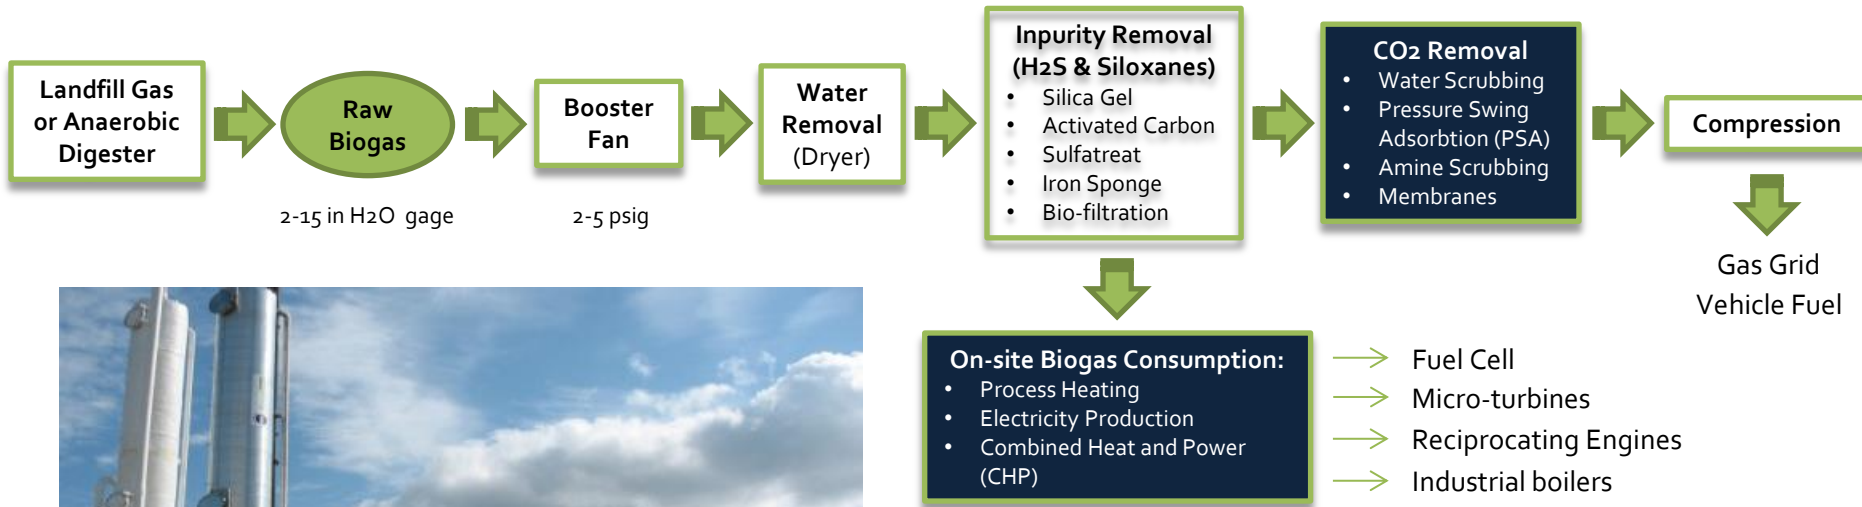 Landfill Gas
or Anaerobic
Digester
Raw
Biogas
2-15 in H2O gage
Booster
Fan
2-5 psig
Water
Removal
(Dryer)
Inpurity Removal
(H2S & Siloxanes)
• Silica Gel
• Activated Carbon
• Sulfatreat
• Iron Sponge
• Bio-filtration
CO2 Removal
• Water Scrubbing
• Pressure Swing
Adsorbtion (PSA)
• Amine Scrubbing
• Membranes
Compression
Gas Grid
Vehicle Fuel
On-site Biogas Consumption:
• Process Heating
• Electricity Production
• Combined Heat and Power
(CHP)
Fuel Cell
Micro-turbines
Reciprocating Engines
Industrial boilers